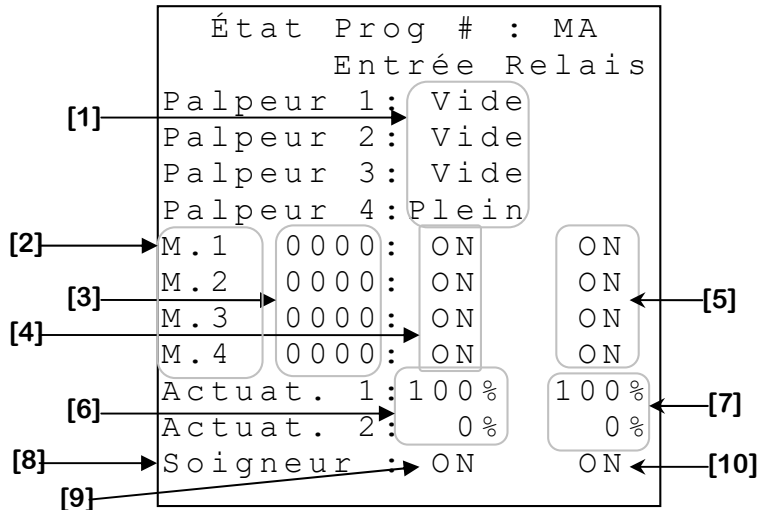 État Prog # : MA
Entrée Relais
[1] Palpeur 1: Vide
Palpeur 2: Vide
Palpeur 3: Vide
Palpeur 4:Plein
[2] M.1 0000: ON ON
M.2 0000: ON ON
[3] [5]
M.3 0000: ON ON
[4]
M.4 0000: ON ON
Actuat. 1:100% 100%
[6] [7]
Actuat. 2: 0% 0%
[8] Soigneur : ON ON [10]
[9]